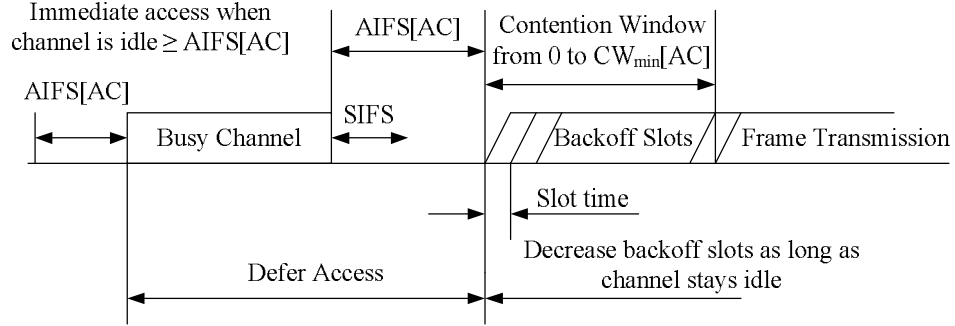 Immediate access when
channel is idle ≥ AIFS[AC]
AIFS[AC]
Contention Window
from 0 to CWmin[AC]
AIFS[AC]
SIFS
Busy Channel
Backoff Slots
Frame Transmission
Slot time
Decrease backoff slots as long as
channel stays idle
Defer Access